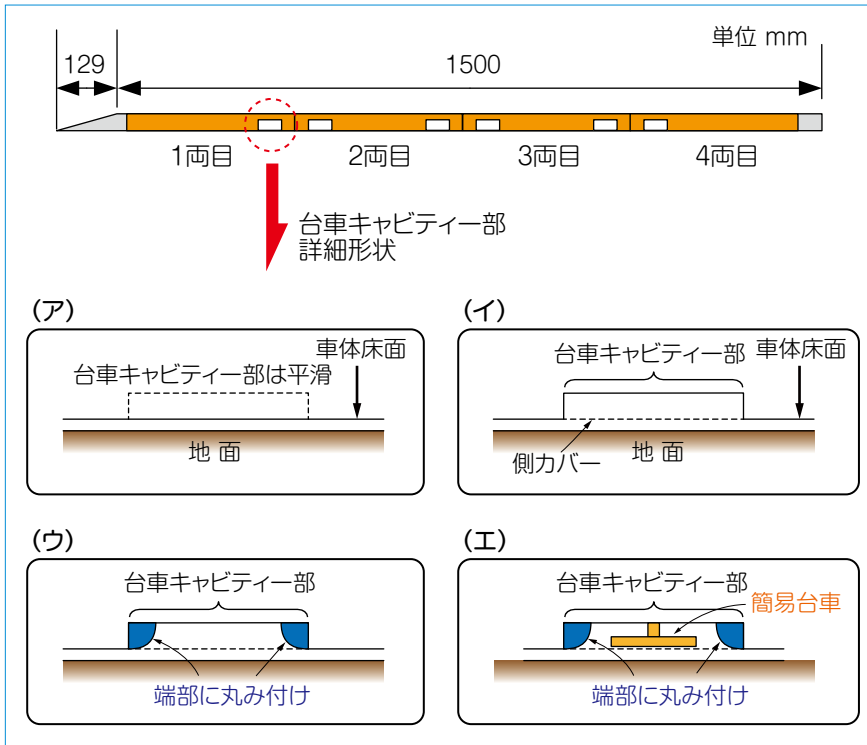 単位 mm
129
1500
1両目
2両目
3両目
4両目
台車キャビティー部
詳細形状
(ア)
車体床面
台車キャビティー部は平滑
地 面
(イ)
台車キャビティー部
車体床面
側カバー
地 面
(ウ)
台車キャビティー部
端部に丸み付け
(エ)
台車キャビティー部
簡易台車
端部に丸み付け